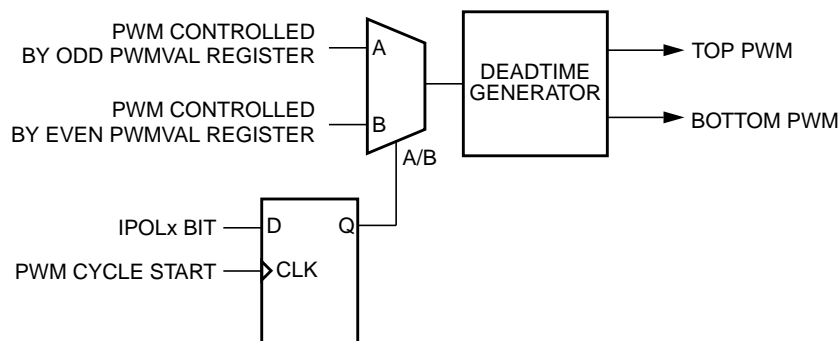 PWM CONTROLLED
BY ODD PWMVAL REGISTER
A
DEADTIME
GENERATOR
TOP PWM
PWM CONTROLLED
BY EVEN PWMVAL REGISTER
B
BOTTOM PWM
A/B
IPOLx BIT
D
Q
PWM CYCLE START
CLK